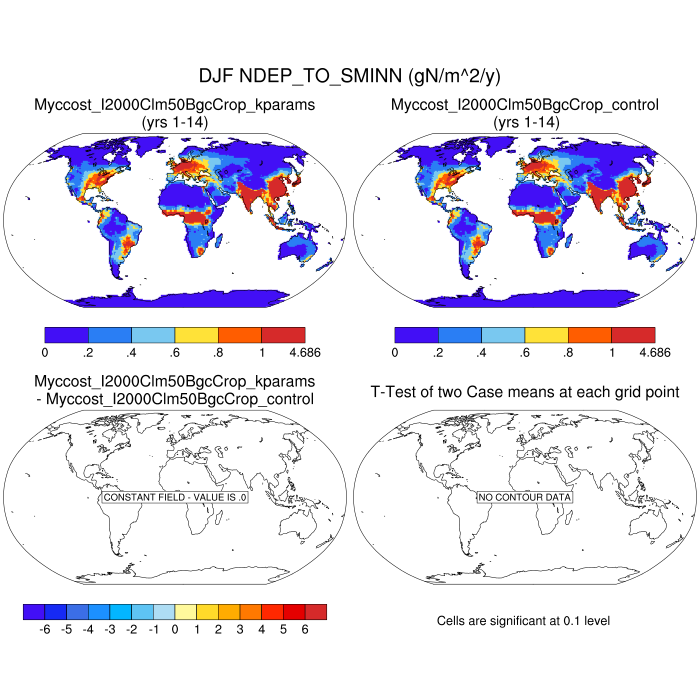 DJF NDEP_TO_SMINN (gN/m^2/y)
Myccost_I2000Clm50BgcCrop_kparams
(yrs 1-14)
Myccost_I2000Clm50BgcCrop_control
(yrs 1-14)
0 .2 .4 .6 .8 1 4.686
0 .2 .4 .6 .8 1 4.686
Myccost_I2000Clm50BgcCrop_kparams
- Myccost_I2000Clm50BgcCrop_control
T-Test of two Case means at each grid point
CONSTANT FIELD - VALUE IS .0
NO CONTOUR DATA
-6 -5 -4 -3 -2 -1 0 1 2 3 4 5 6
Cells are significant at 0.1 level